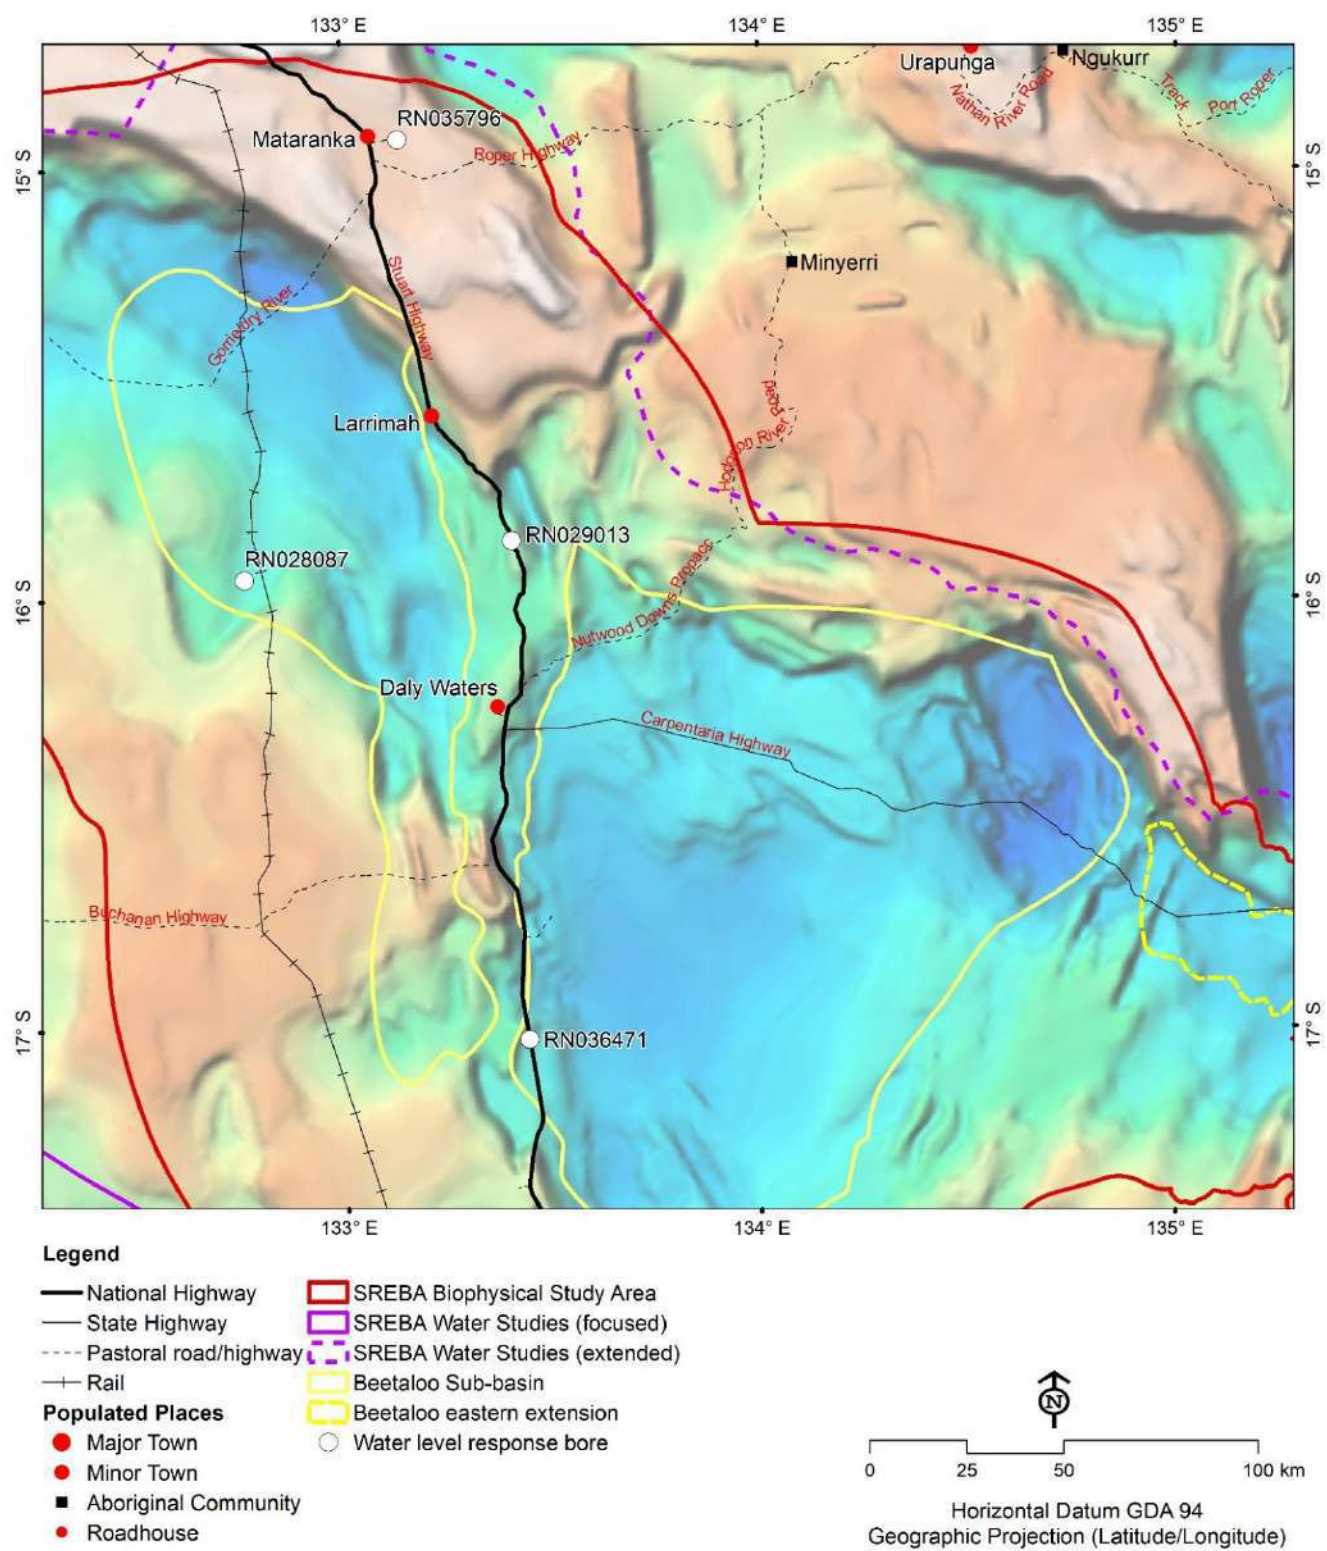 133° E
134° E
135° E
Urapunga
Ngukurr
Nathan River Road
Track
Port Roper
RN035796
Mataranka
Roper Highway
15° S
15° S
Minyerri
Stuart Highway
Gorrie/dry River
Larrimah
Hodgson River Road
RN029013
RN028087
Nutwood Downs Propacc
16° S
16° S
Daly Waters
Carpentaria Highway
Buchanan Highway
17° S
17° S
RN036471
133° E
134° E
135° E
Legend
National Highway
State Highway
Pastoral road/highway
Rail
Populated Places
Major Town
Minor Town
Aboriginal Community
Roadhouse
SREBA Biophysical Study Area
SREBA Water Studies (focused)
SREBA Water Studies (extended)
Beetaloo Sub-basin
Beetaloo eastern extension
Water level response bore
N
0 25 50 100 km
Horizontal Datum GDA 94
Geographic Projection (Latitude/Longitude)